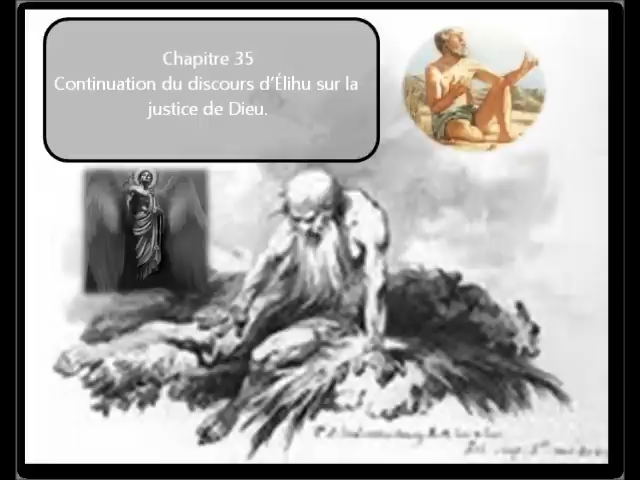 Chapitre 35
Continuation du discours d’Élihu sur la
justice de Dieu.